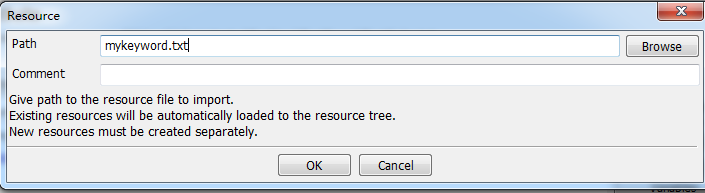 Resource
Path
mykeyword.txt
Browse
Comment
Give path to the resource file to import.
Existing resources will be automatically loaded to the resource tree.
New resources must be created separately.
OK
Cancel